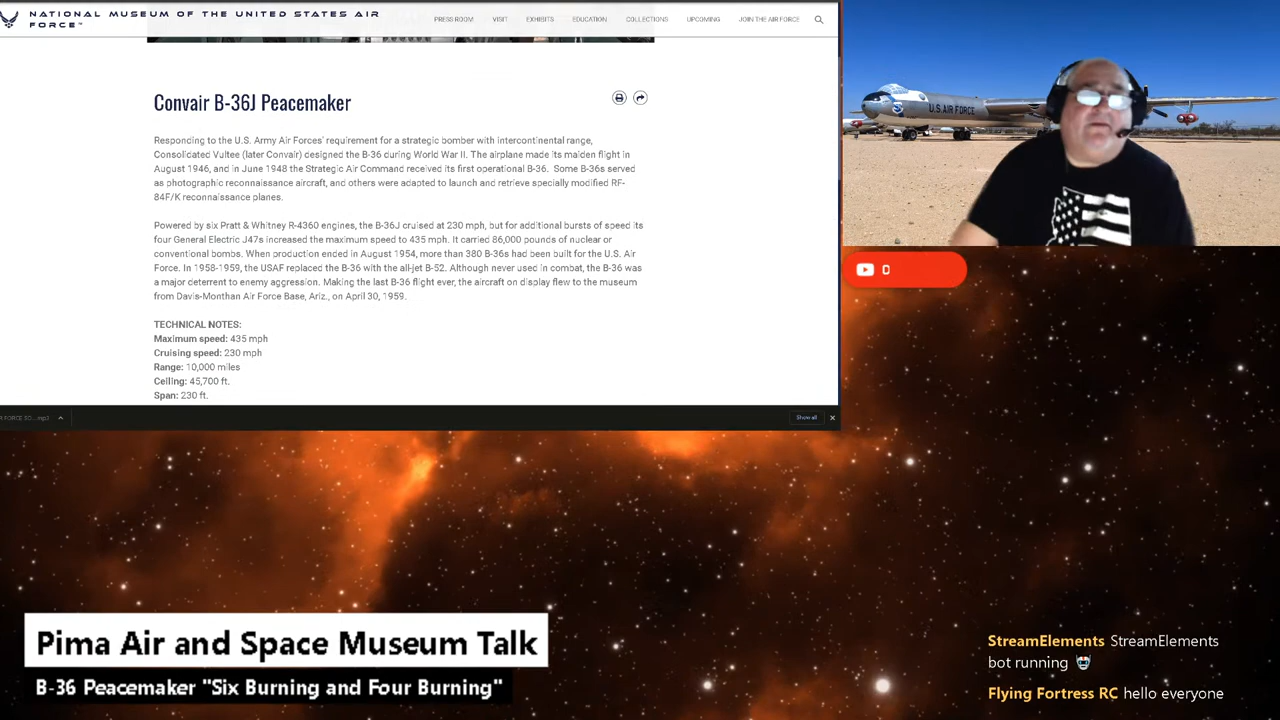 NATIONAL MUSEUM OF THE UNITED STATES AIR
FORCE™
PRESS ROOM VISIT EXHIBITS EDUCATION COLLECTIONS UPCOMING JOIN THE AIR FORCE
Convair B-36J Peacemaker
Responding to the U.S. Army Air Forces' requirement for a strategic bomber with intercontinental range,
Consolidated Vultee (later Convair) designed the B-36 during World War II. The airplane made its maiden flight in
August 1946, and in June 1948 the Strategic Air Command received its first operational B-36. Some B-36s served
as photographic reconnaissance aircraft, and others were adapted to launch and retrieve specially modified RF-
84F/K reconnaissance planes.
Powered by six Pratt & Whitney R-4360 engines, the B-36J cruised at 230 mph, but for additional bursts of speed its
four General Electric J47s increased the maximum speed to 435 mph. It carried 86,000 pounds of nuclear or
conventional bombs. When production ended in August 1954, more than 380 B-36s had been built for the U.S. Air
Force. In 1958-1959, the USAF replaced the B-36 with the all-jet B-52. Although never used in combat, the B-36 was
a major deterrent to enemy aggression. Making the last B-36 flight ever, the aircraft on display flew to the museum
from Davis-Monthan Air Force Base, Ariz., on April 30, 1959.
TECHNICAL NOTES:
Maximum speed: 435 mph
Cruising speed: 230 mph
Range: 10,000 miles
Ceiling: 45,700 ft.
Span: 230 ft.
Show all
U.S. AIR FORCE
0
Pima Air and Space Museum Talk
B-36 Peacemaker "Six Burning and Four Burning"
StreamElements StreamElements
bot running
Flying Fortress RC hello everyone